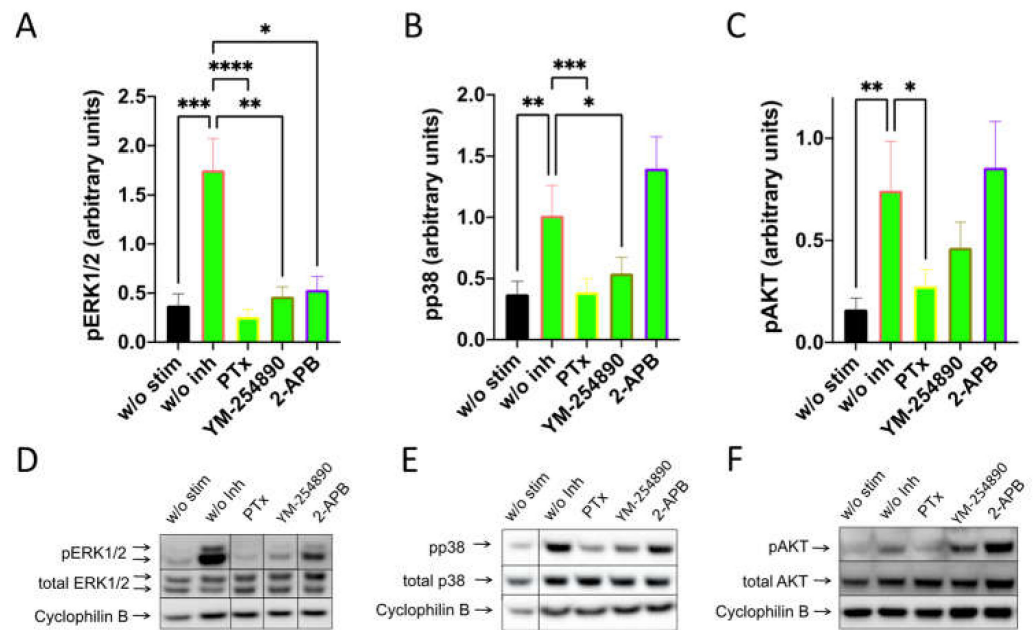 A
B
C
*
****
***
**
pERK1/2 (arbitrary units)
2.5
2.0
1.5
1.0
0.5
0.0
w/o stim
w/o inh
PTx
YM-254890
2-APB
***
**
*
pp38 (arbitrary units)
2.0
1.5
1.0
0.5
0.0
w/o stim
w/o inh
PTx
YM-254890
2-APB
**
*
pAKT (arbitrary units)
1.0
0.5
0.0
w/o stim
w/o inh
PTx
YM-254890
2-APB
D
w/o stim
w/o Inh
PTx
YM-254890
2-APB
pERK1/2 →
→
total ERK1/2 →
→
Cyclophilin B →
E
w/o stim
w/o Inh
PTx
YM-254890
2-APB
pp38 →
total p38 →
Cyclophilin B →
F
w/o stim
w/o Inh
PTx
YM-254890
2-APB
pAKT →
total AKT →
Cyclophilin B →